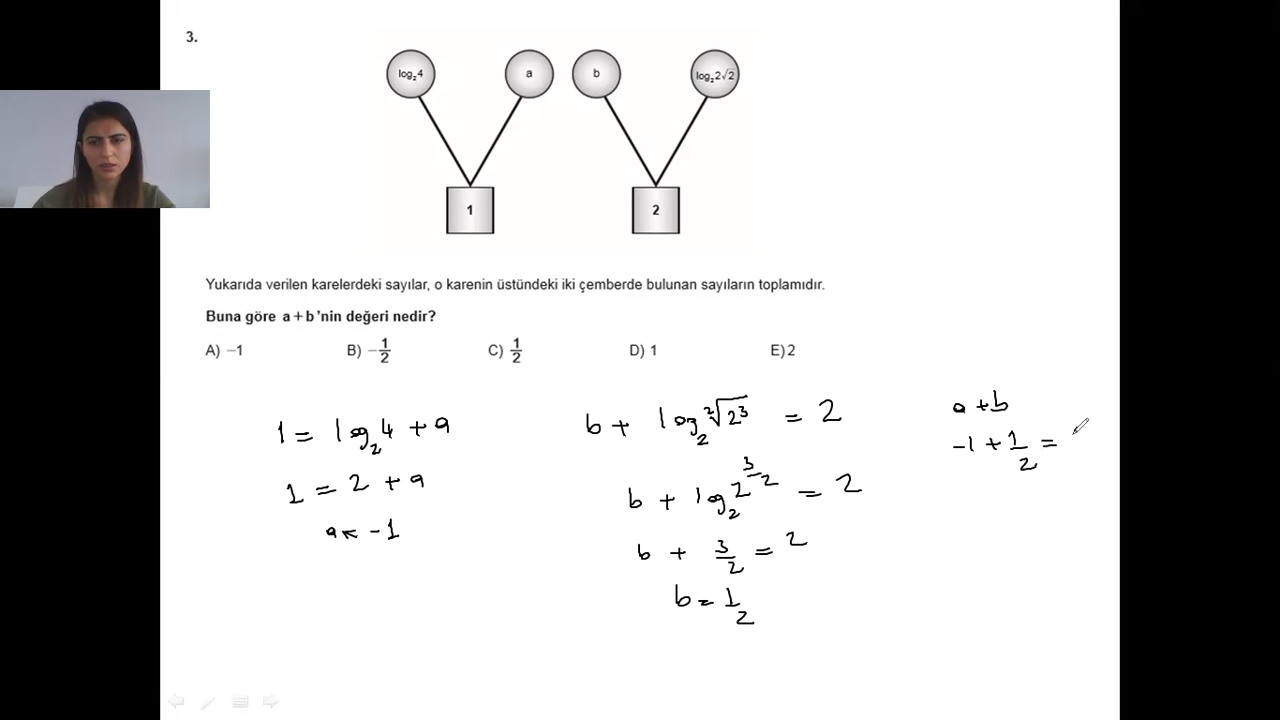 3.
log₂4 a b log₂2√2
1 2
Yukarıda verilen karelerdeki sayılar, o karenin üstündeki iki çemberde bulunan sayıların toplamıdır.
Buna göre a + b 'nin değeri nedir?
A) −1 B) −1/2 C) 1/2 D) 1 E) 2
1 = log₂4 + a
1 = 2 + a
a = -1
b + log₂ ²√2³ = 2
b + log₂ 2^3/2 = 2
b + 3/2 = 2
b = 1/2
a + b
-1 + 1/2 =